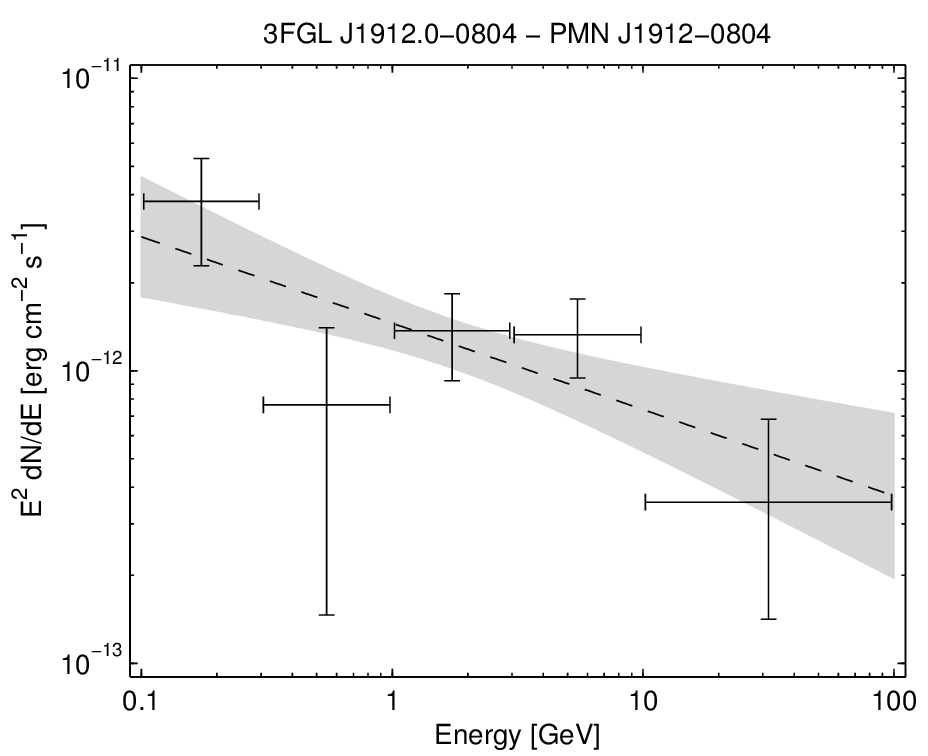 3FGL J1912.0−0804 − PMN J1912−0804
10⁻¹¹
10⁻¹²
10⁻¹³
E² dN/dE [erg cm⁻² s⁻¹]
0.1 1 10 100
Energy [GeV]